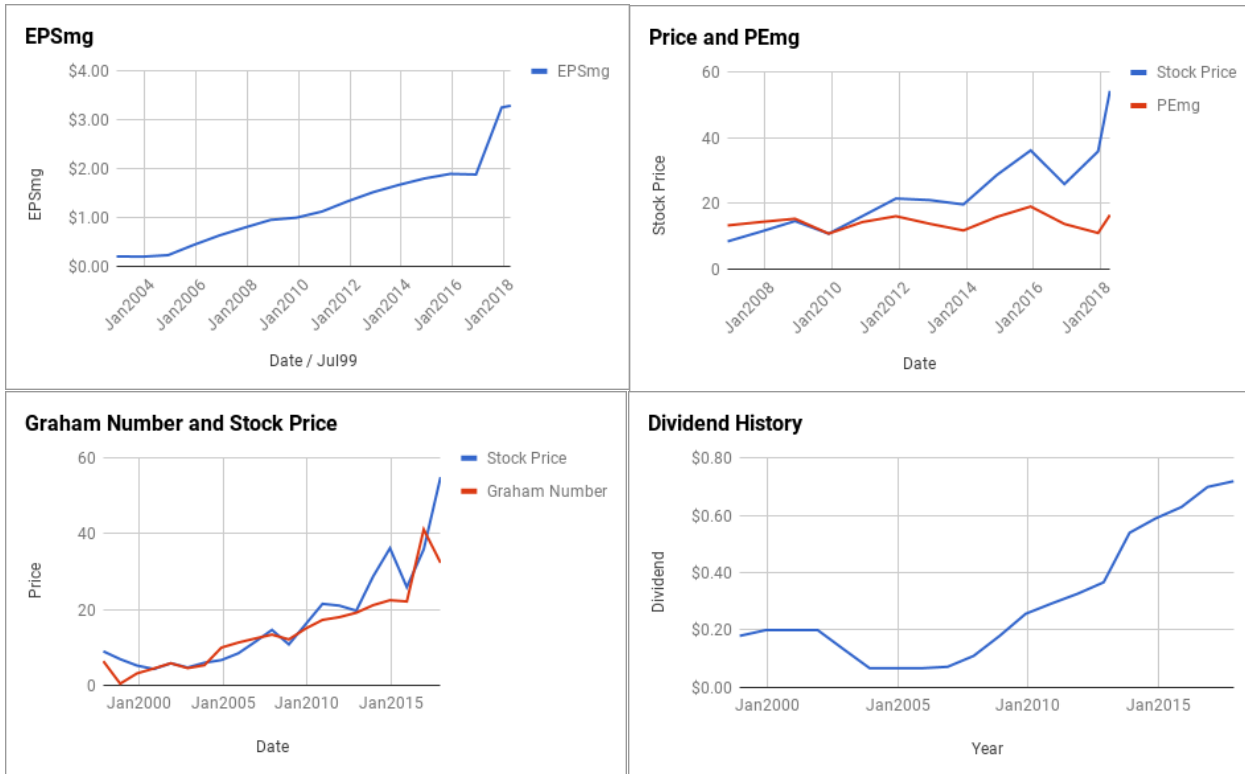 EPSmg
EPSmg
$4.00
$3.00
$2.00
$1.00
$0.00
EPSmg
Jan2004
Jan2006
Jan2008
Jan2010
Jan2012
Jan2014
Jan2016
Jan2018
Date / Jul99
Price and PEmg
Stock Price
PEmg
60
40
20
0
Stock Price
Jan2008
Jan2010
Jan2012
Jan2014
Jan2016
Jan2018
Date
Graham Number and Stock Price
Stock Price
Graham Number
60
40
20
0
Price
Jan2000
Jan2005
Jan2010
Jan2015
Date
Dividend History
$0.80
$0.60
$0.40
$0.20
$0.00
Dividend
Jan2000
Jan2005
Jan2010
Jan2015
Year